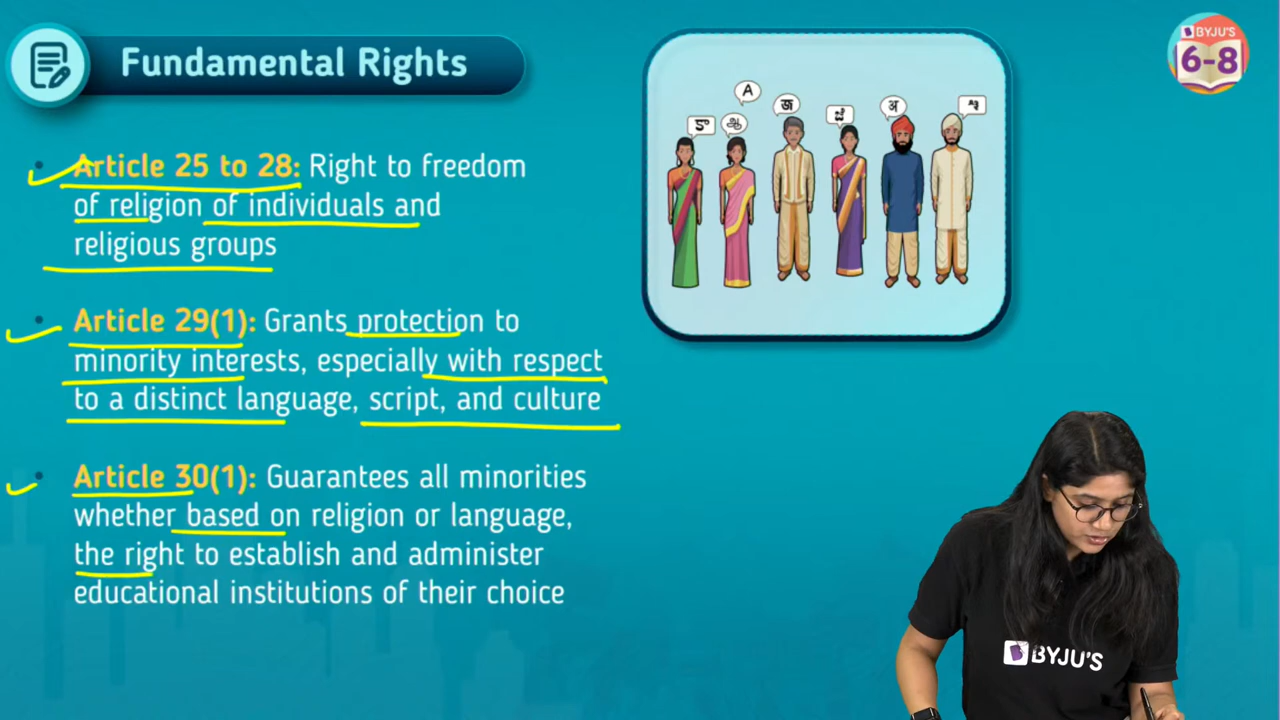 Fundamental Rights
BYJU'S
6-8
Article 25 to 28: Right to freedom
of religion of individuals and
religious groups
Article 29(1): Grants protection to
minority interests, especially with respect
to a distinct language, script, and culture
Article 30(1): Guarantees all minorities
whether based on religion or language,
the right to establish and administer
educational institutions of their choice
A
ஆ
ज
अ
BYJU'S